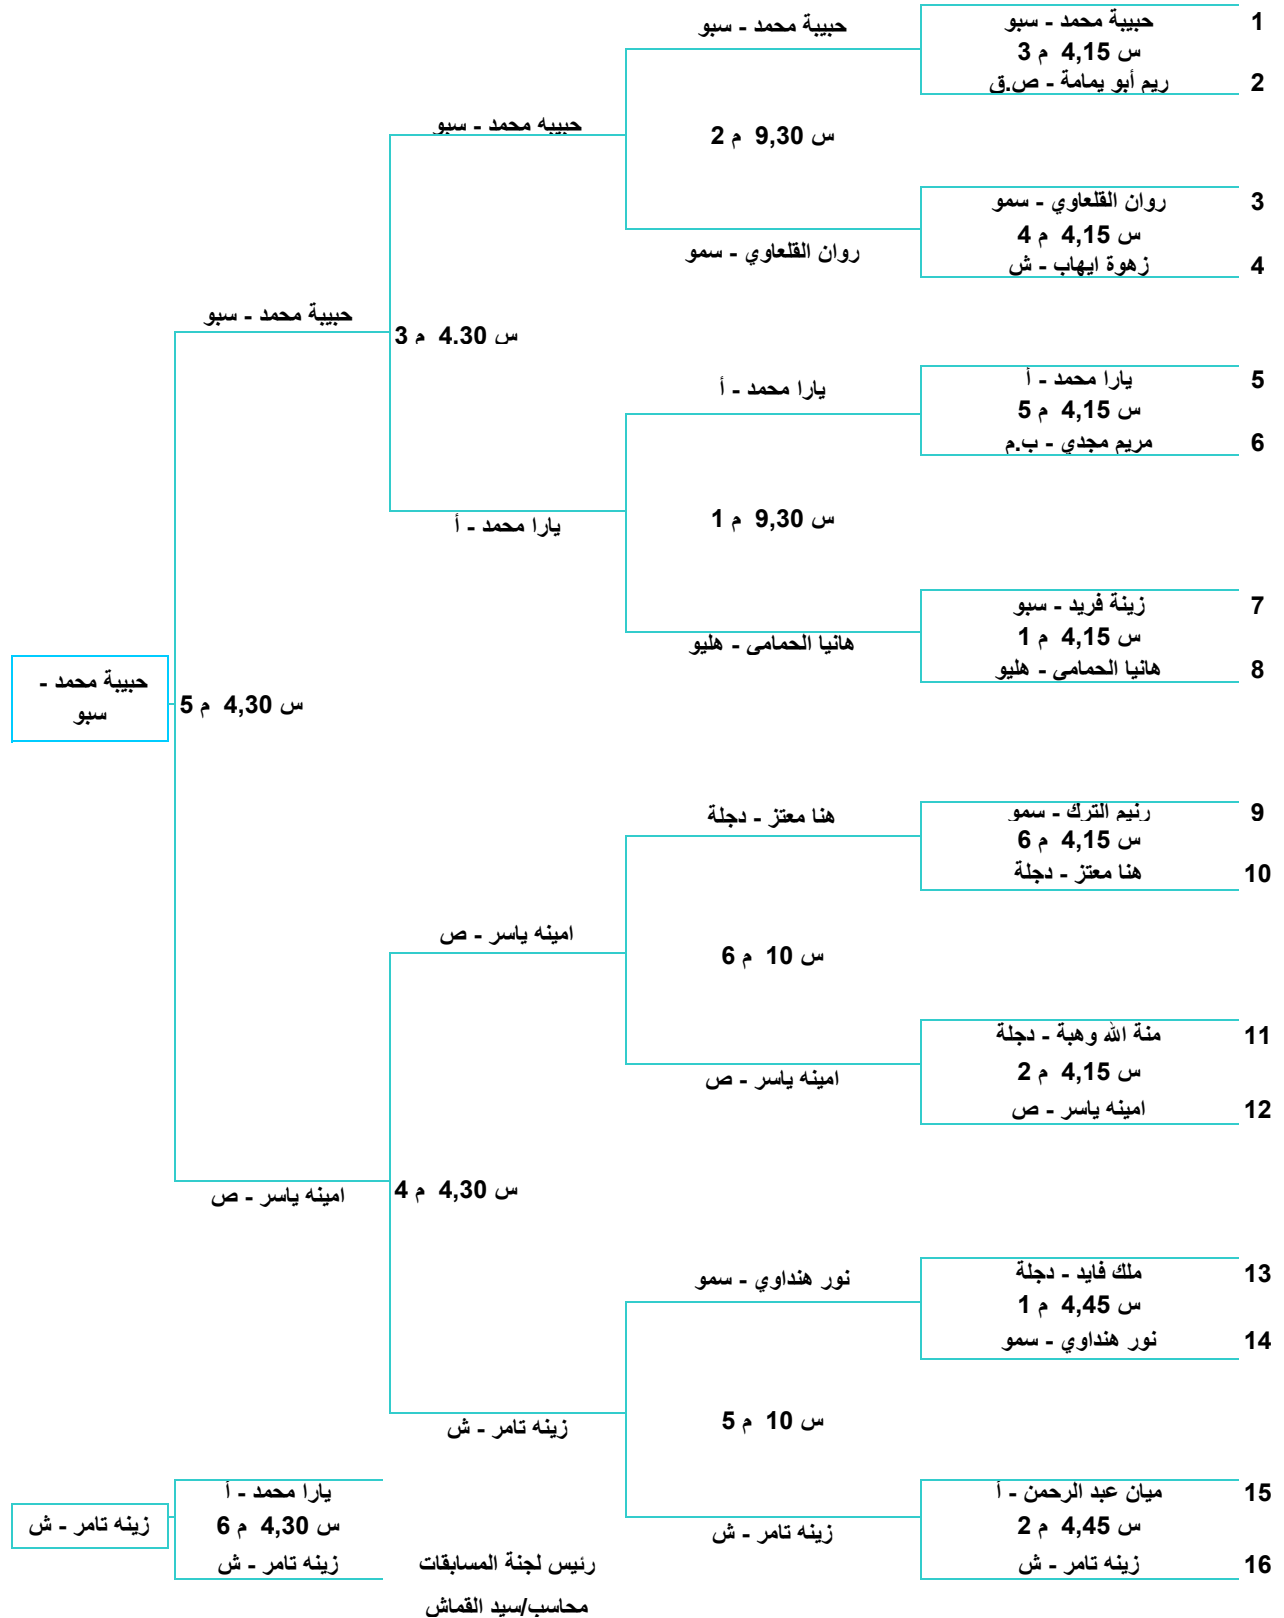 1
حبيبة محمد - سبو
س 4,15 م 3
2
ريم أبو يمامة - ص.ق
3
روان القلعاوي - سمو
س 4,15 م 4
4
زهوة ايهاب - ش
5
يارا محمد - أ
س 4,15 م 5
6
مريم مجدي - ب.م
7
زينة فريد - سبو
س 4,15 م 1
8
هانيا الحمامى - هليو
9
رنيم الترك - سمو
س 4,15 م 6
10
هنا معتز - دجلة
11
منة الله وهبة - دجلة
س 4,15 م 2
12
امينه ياسر - ص
13
ملك فايد - دجلة
س 4,45 م 1
14
نور هنداوي - سمو
15
ميان عبد الرحمن - أ
س 4,45 م 2
16
زينه تامر - ش
حبيبة محمد - سبو
س 9,30 م 2
روان القلعاوي - سمو
يارا محمد - أ
س 9,30 م 1
هانيا الحمامى - هليو
هنا معتز - دجلة
س 10 م 6
امينه ياسر - ص
نور هنداوي - سمو
س 10 م 5
زينه تامر - ش
حبيبه محمد - سبو
س 4.30 م 3
يارا محمد - أ
امينه ياسر - ص
س 4,30 م 4
زينه تامر - ش
حبيبة محمد - سبو
س 4,30 م 5
امينه ياسر - ص
حبيبة محمد -
سبو
يارا محمد - أ
س 4,30 م 6
زينه تامر - ش
زينه تامر - ش
رئيس لجنة المسابقات
محاسب/سيد القماش